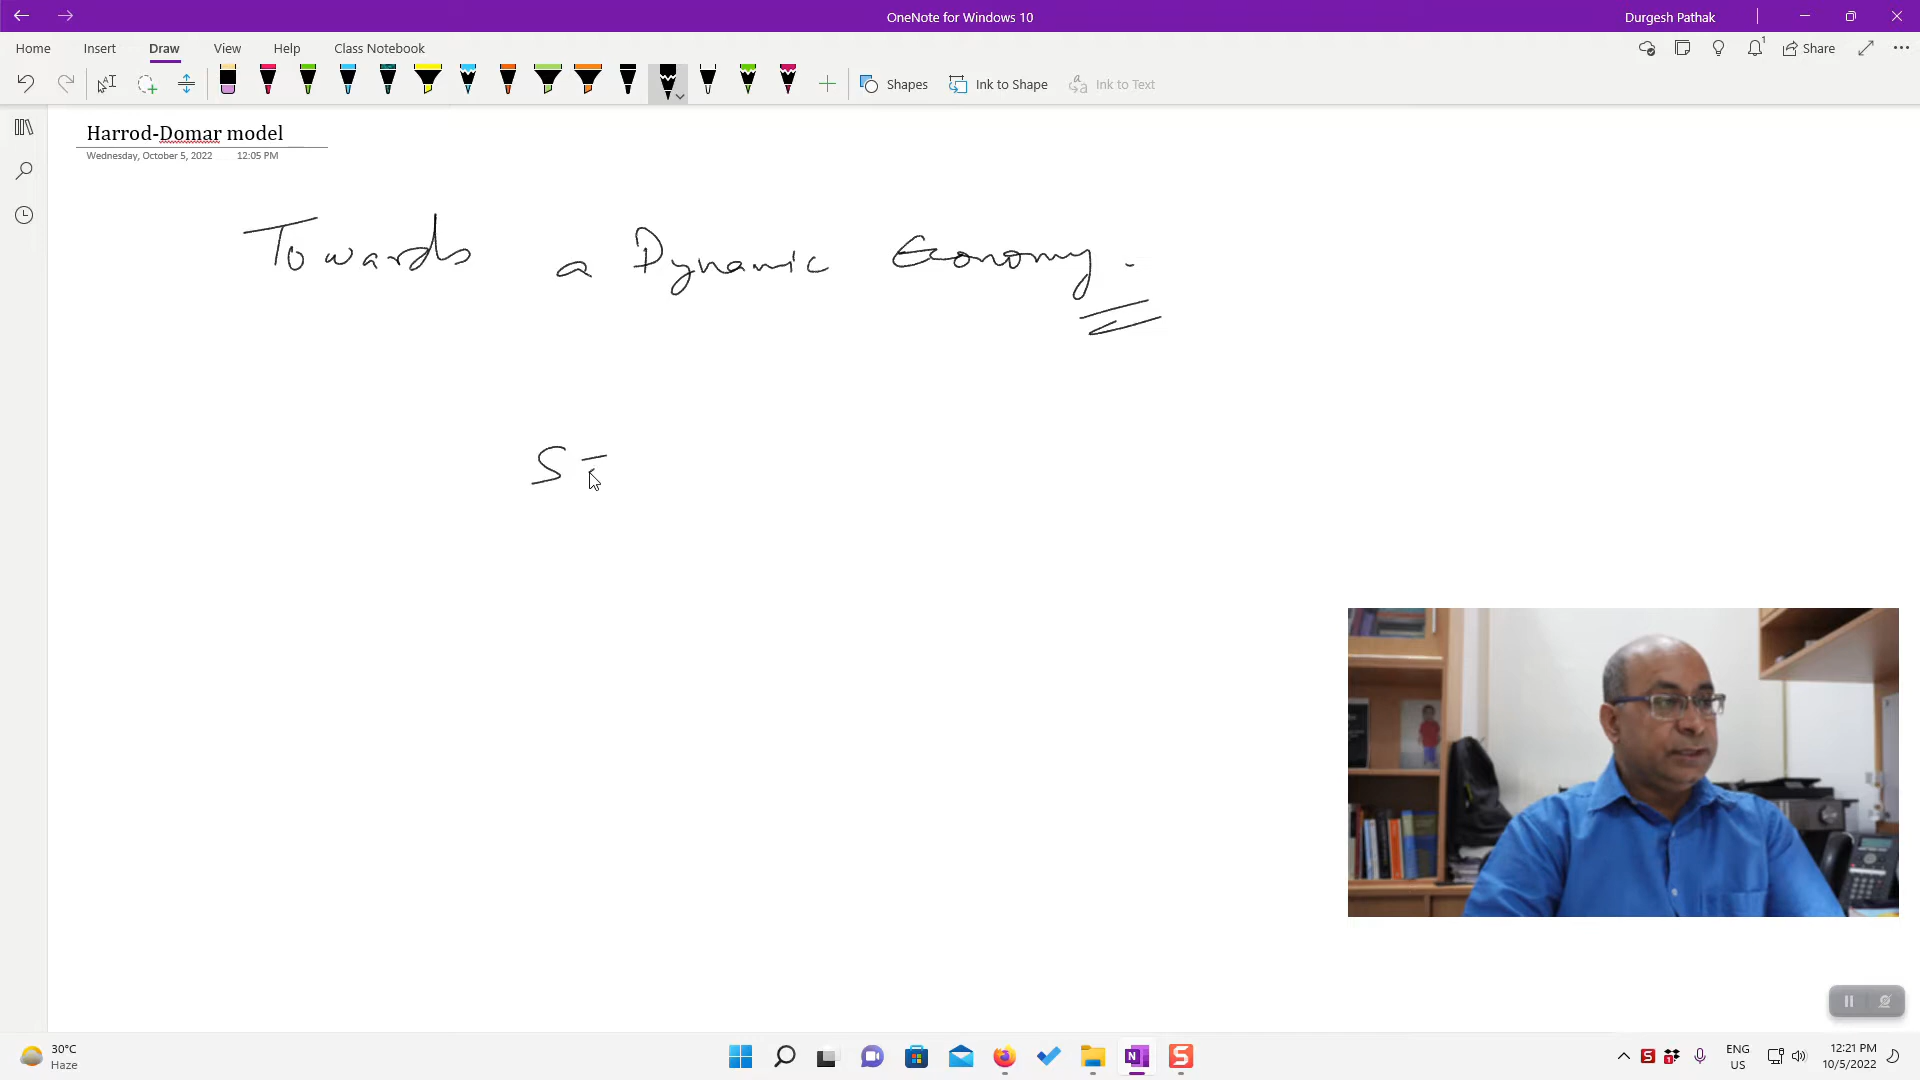 OneNote for Windows 10
Durgesh Pathak
Home Insert Draw View Help Class Notebook
1
Share
Shapes Ink to Shape Ink to Text
Harrod-Domar model
Wednesday, October 5, 2022 12:05 PM
Towards a Dynamic Economy.
S =
30°C
Haze
ENG
US
12:21 PM
10/5/2022